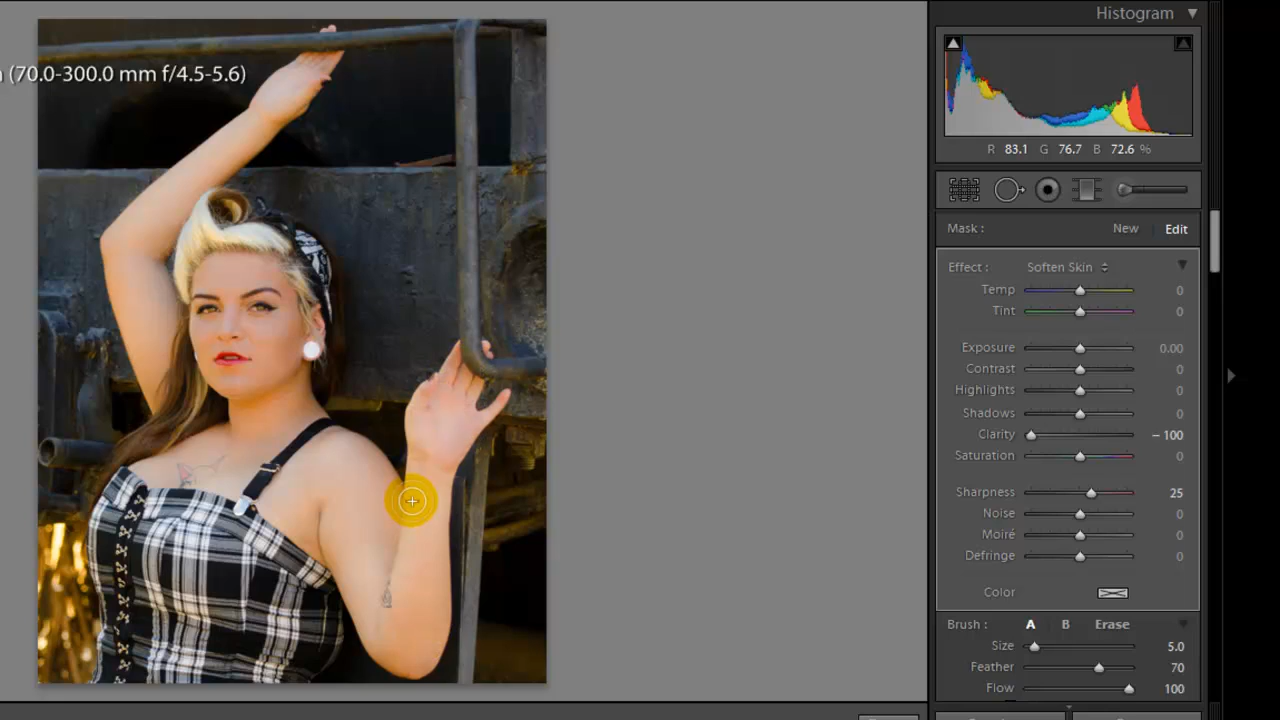 Histogram
(70.0-300.0 mm f/4.5-5.6)
R 83.1 G 76.7 B 72.6 %
Mask : New Edit
Effect : Soften Skin
Temp 0
Tint 0
Exposure 0.00
Contrast 0
Highlights 0
Shadows 0
Clarity – 100
Saturation 0
Sharpness 25
Noise 0
Moiré 0
Defringe 0
Color
Brush : A B Erase
Size 5.0
Feather 70
Flow 100